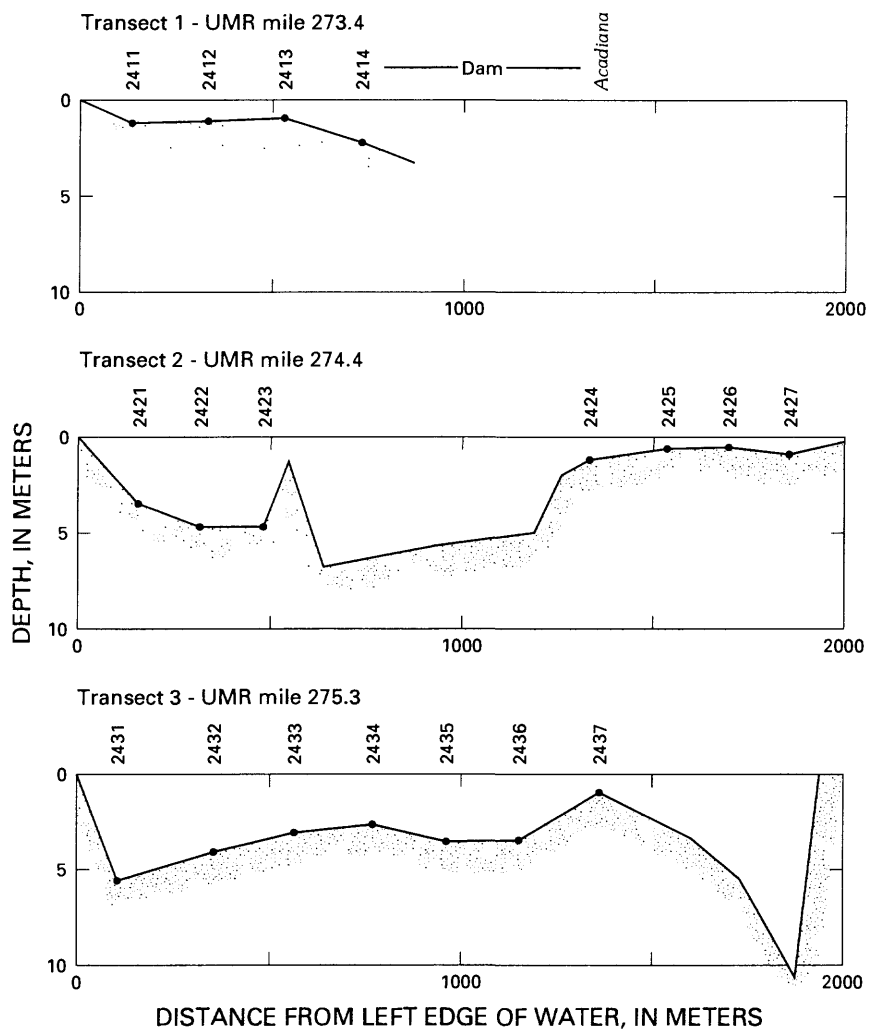 Transect 1 - UMR mile 273.4
2411 2412 2413 2414 Dam Acadiana
0
5
10
0 1000 2000
Transect 2 - UMR mile 274.4
2421 2422 2423 2424 2425 2426 2427
0
5
10
0 1000 2000
Transect 3 - UMR mile 275.3
2431 2432 2433 2434 2435 2436 2437
0
5
10
0 1000 2000
DEPTH, IN METERS
DISTANCE FROM LEFT EDGE OF WATER, IN METERS